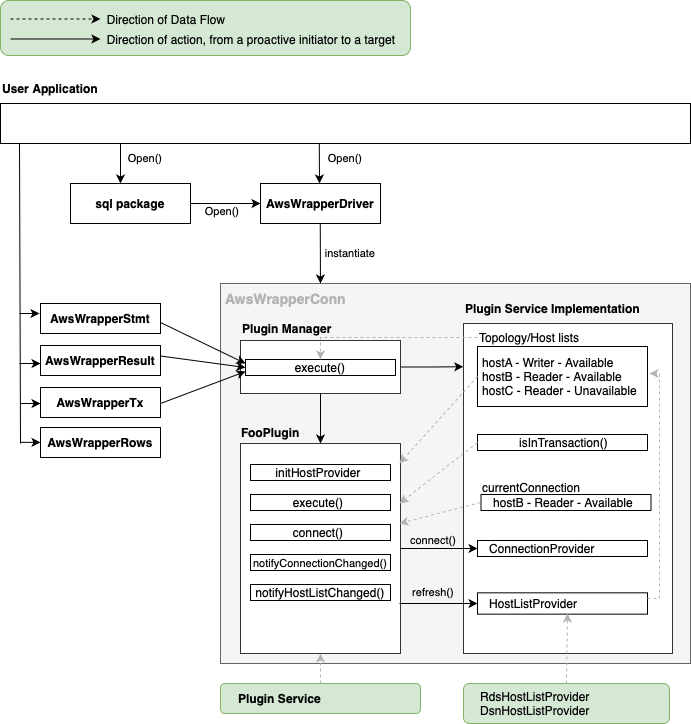 Direction of Data Flow
Direction of action, from a proactive initiator to a target
User Application
Open()
Open()
sql package
Open()
AwsWrapperDriver
instantiate
AwsWrapperConn
AwsWrapperStmt
AwsWrapperResult
AwsWrapperTx
AwsWrapperRows
Plugin Manager
execute()
FooPlugin
initHostProvider
execute()
connect()
notifyConnectionChanged()
notifyHostListChanged()
connect()
refresh()
Plugin Service Implementation
Topology/Host lists
hostA - Writer - Available
hostB - Reader - Available
hostC - Reader - Unavailable
isInTransaction()
currentConnection
hostB - Reader - Available
ConnectionProvider
HostListProvider
Plugin Service
RdsHostListProvider
DsnHostListProvider